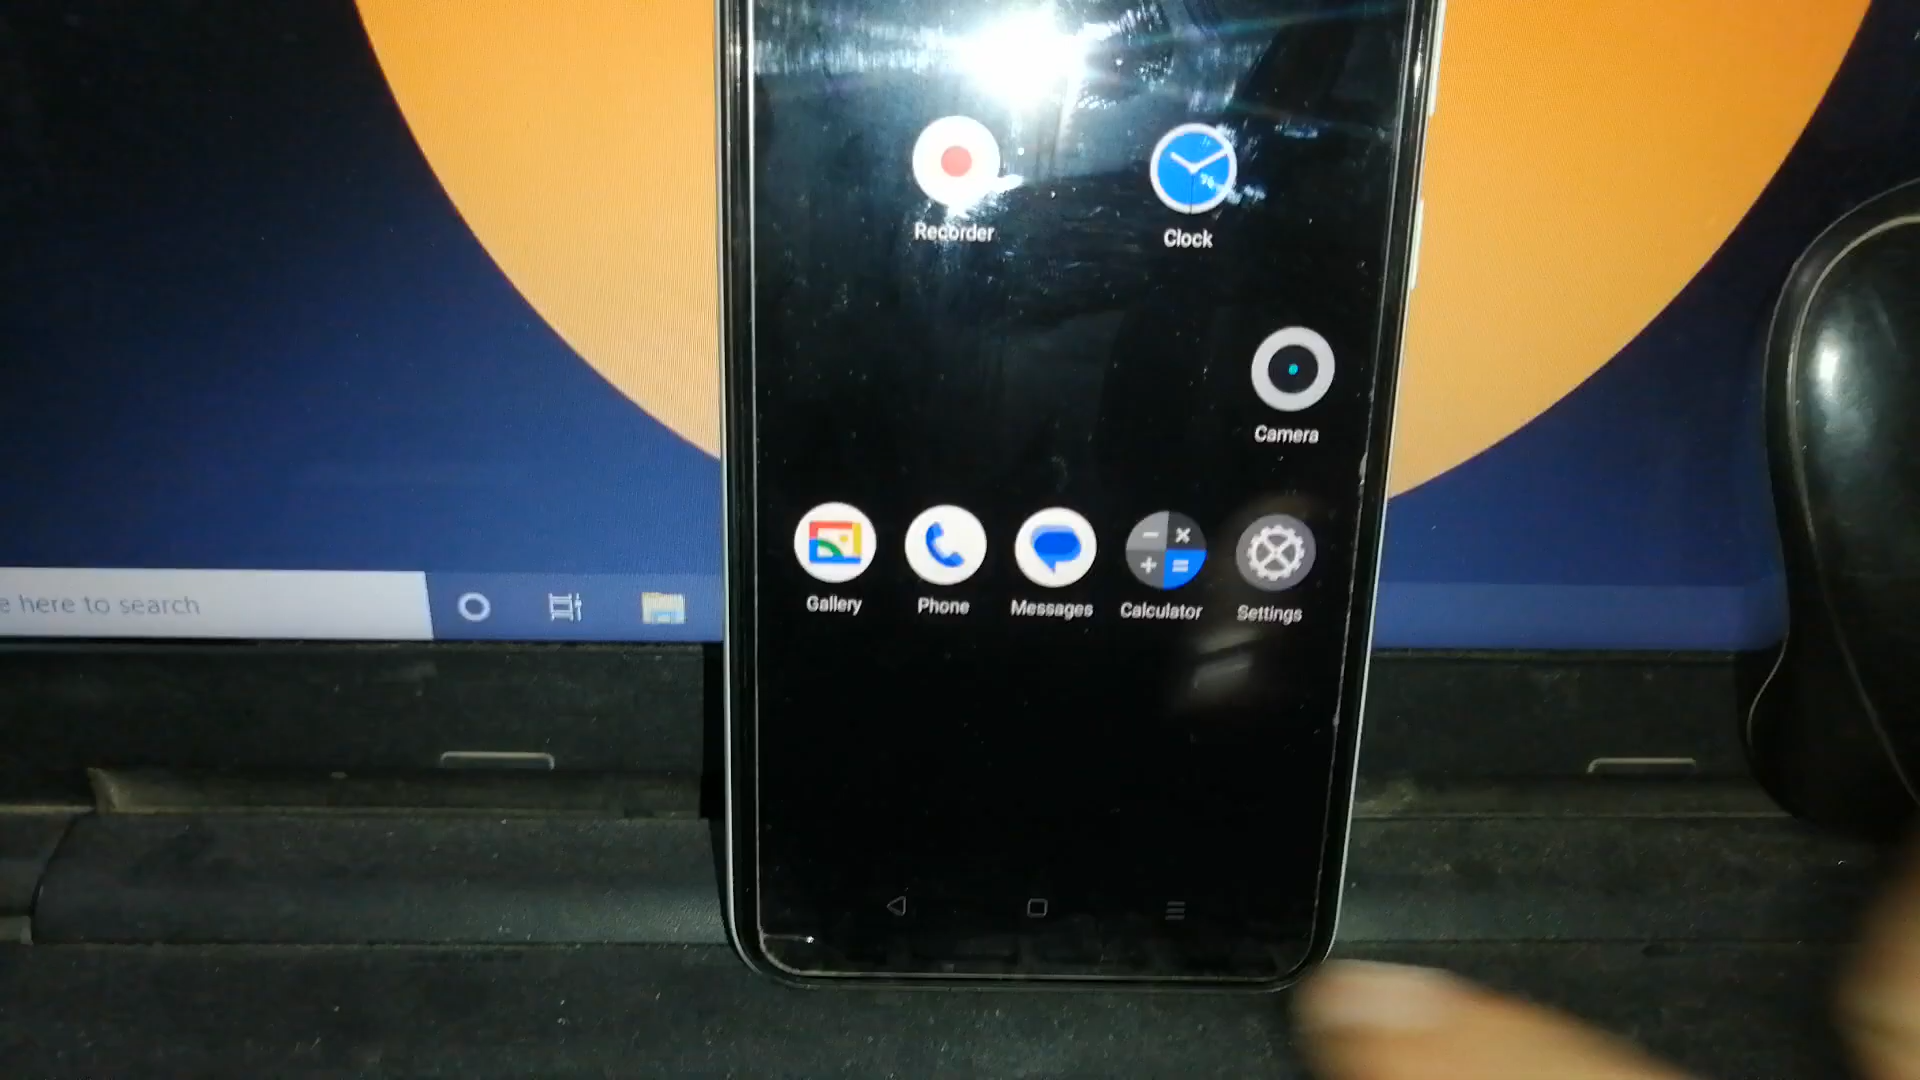 Recorder
Clock
Camera
Gallery
Phone
Messages
Calculator
Settings
e here to search